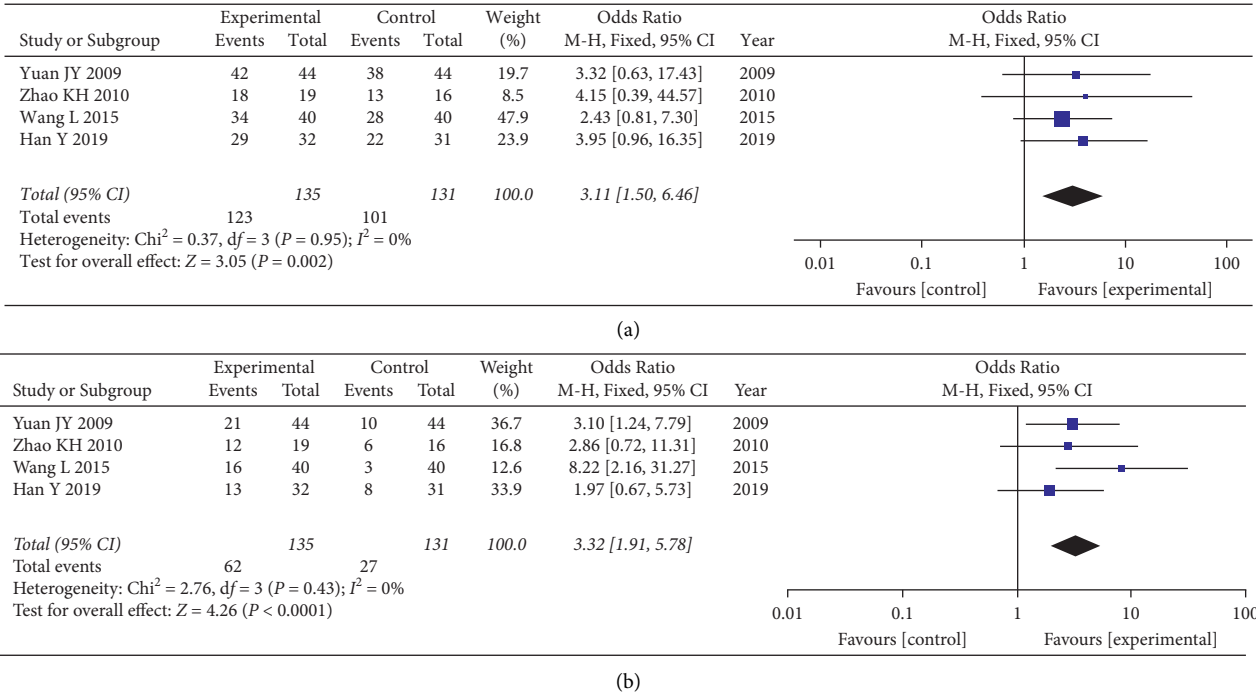 Experimental Control Weight Odds Ratio Odds Ratio
Study or Subgroup Events Total Events Total (%) M-H, Fixed, 95% CI Year M-H, Fixed, 95% CI
Yuan JY 2009 42 44 38 44 19.7 3.32 [0.63, 17.43] 2009
Zhao KH 2010 18 19 13 16 8.5 4.15 [0.39, 44.57] 2010
Wang L 2015 34 40 28 40 47.9 2.43 [0.81, 7.30] 2015
Han Y 2019 29 32 22 31 23.9 3.95 [0.96, 16.35] 2019
Total (95% CI) 135 131 100.0 3.11 [1.50, 6.46]
Total events 123 101
Heterogeneity: Chi² = 0.37, df = 3 (P = 0.95); I² = 0%
Test for overall effect: Z = 3.05 (P = 0.002)
0.01 0.1 1 10 100
Favours [control] Favours [experimental]
(a)
Experimental Control Weight Odds Ratio Odds Ratio
Study or Subgroup Events Total Events Total (%) M-H, Fixed, 95% CI Year M-H, Fixed, 95% CI
Yuan JY 2009 21 44 10 44 36.7 3.10 [1.24, 7.79] 2009
Zhao KH 2010 12 19 6 16 16.8 2.86 [0.72, 11.31] 2010
Wang L 2015 16 40 3 40 12.6 8.22 [2.16, 31.27] 2015
Han Y 2019 13 32 8 31 33.9 1.97 [0.67, 5.73] 2019
Total (95% CI) 135 131 100.0 3.32 [1.91, 5.78]
Total events 62 27
Heterogeneity: Chi² = 2.76, df = 3 (P = 0.43); I² = 0%
Test for overall effect: Z = 4.26 (P < 0.0001)
0.01 0.1 1 10 100
Favours [control] Favours [experimental]
(b)